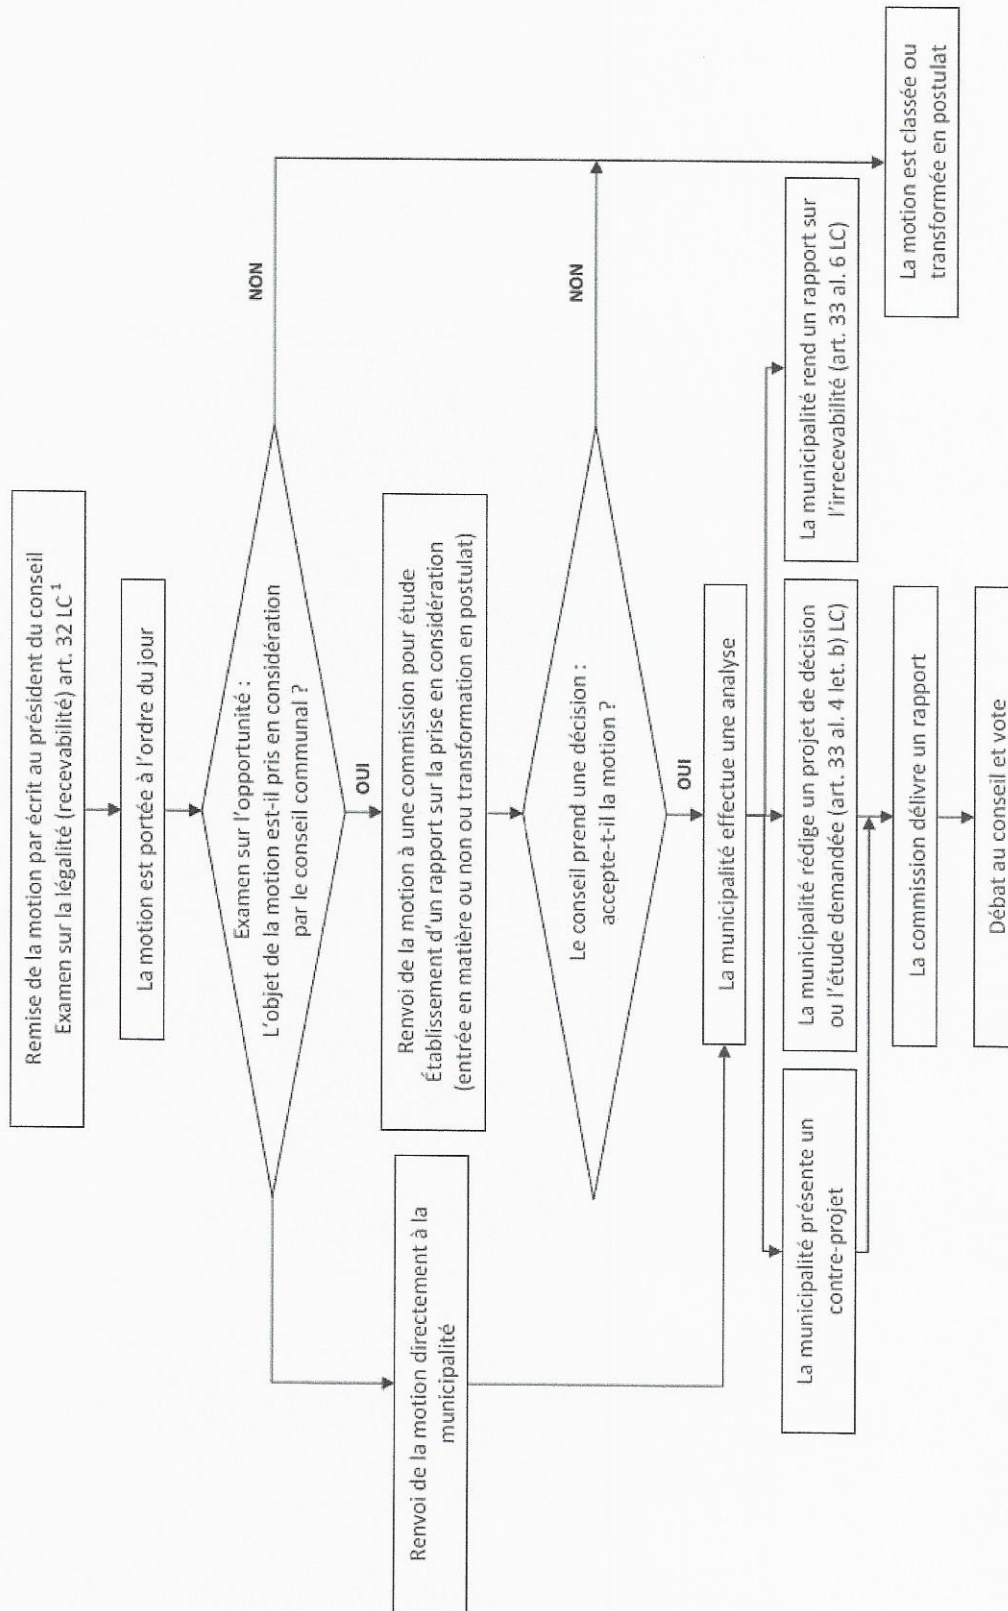 Remise de la motion par écrit au président du conseil
Examen sur la légalité (recevabilité) art. 32 LC 1
La motion est portée à l'ordre du jour
Examen sur l'opportunité :
L'objet de la motion est-il pris en considération
par le conseil communal ?
NON
OUI
Renvoi de la motion directement à la
municipalité
Renvoi de la motion à une commission pour étude
Établissement d'un rapport sur la prise en considération
(entrée en matière ou non ou transformation en postulat)
Le conseil prend une décision :
accepte-t-il la motion ?
NON
OUI
La municipalité effectue une analyse
La municipalité présente un
contre-projet
La municipalité rédige un projet de décision
ou l'étude demandée (art. 33 al. 4 let. b) LC)
La municipalité rend un rapport sur
l'irrecevabilité (art. 33 al. 6 LC)
La motion est classée ou
transformée en postulat
La commission délivre un rapport
Débat au conseil et vote